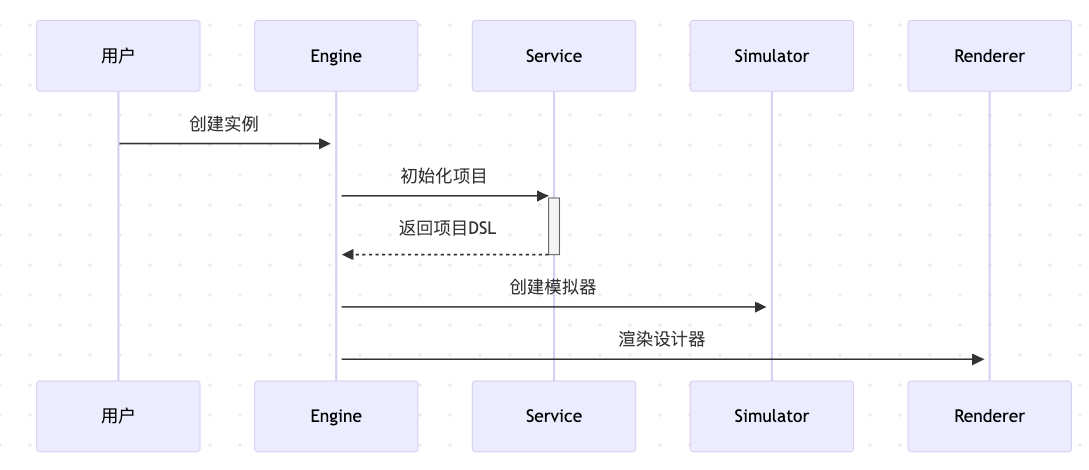 用户
Engine
Service
Simulator
Renderer
创建实例
初始化项目
返回项目DSL
创建模拟器
渲染设计器
用户
Engine
Service
Simulator
Renderer